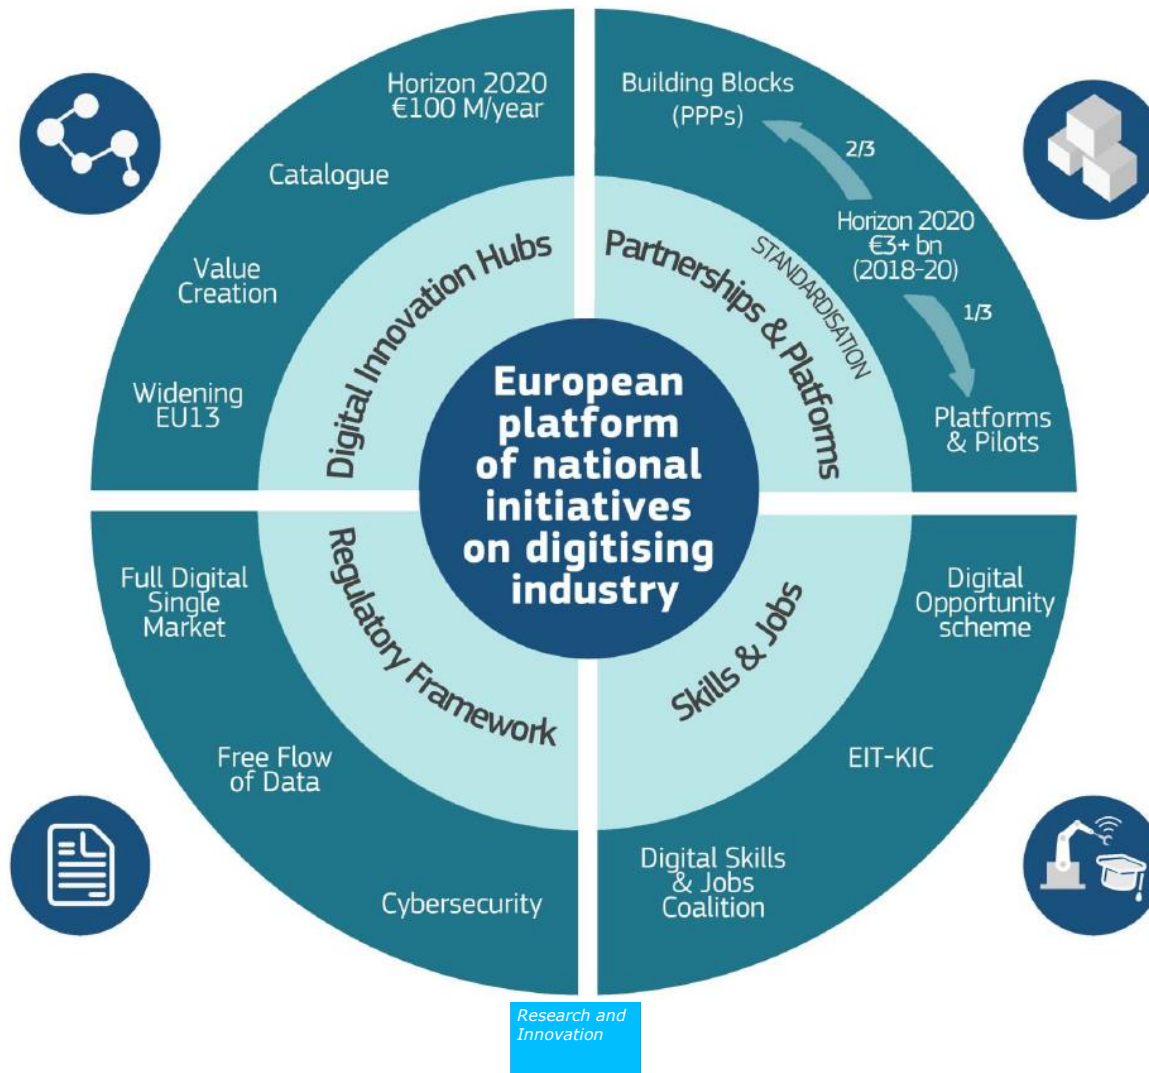 Horizon 2020
€100 M/year
Catalogue
Value
Creation
Widening
EU13
Digital Innovation Hubs
Building Blocks
(PPPs)
2/3
Horizon 2020
€3+ bn
(2018-20)
1/3
Platforms
& Pilots
STANDARDISATION
Partnerships & Platforms
European
platform
of national
initiatives
on digitising
industry
Regulatory Framework
Full Digital
Single
Market
Free Flow
of Data
Cybersecurity
Skills & Jobs
Digital
Opportunity
scheme
EIT-KIC
Digital Skills
& Jobs
Coalition
Research and
Innovation